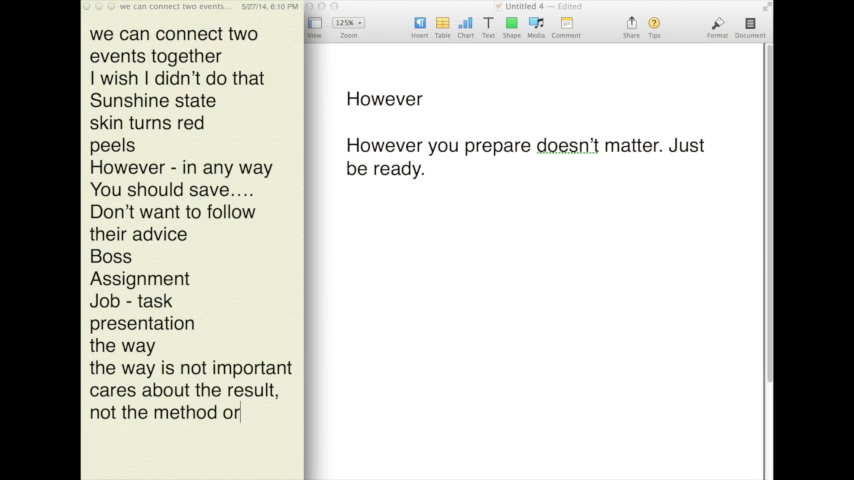 we can connect two events... 5/27/14, 6:10 PM
we can connect two
events together
I wish I didn't do that
Sunshine state
skin turns red
peels
However - in any way
You should save….
Don't want to follow
their advice
Boss
Assignment
Job - task
presentation
the way
the way is not important
cares about the result,
not the method or
Untitled 4 — Edited
125%
View Zoom Insert Table Chart Text Shape Media Comment Share Tips Format Document
However
However you prepare doesn't matter. Just
be ready.